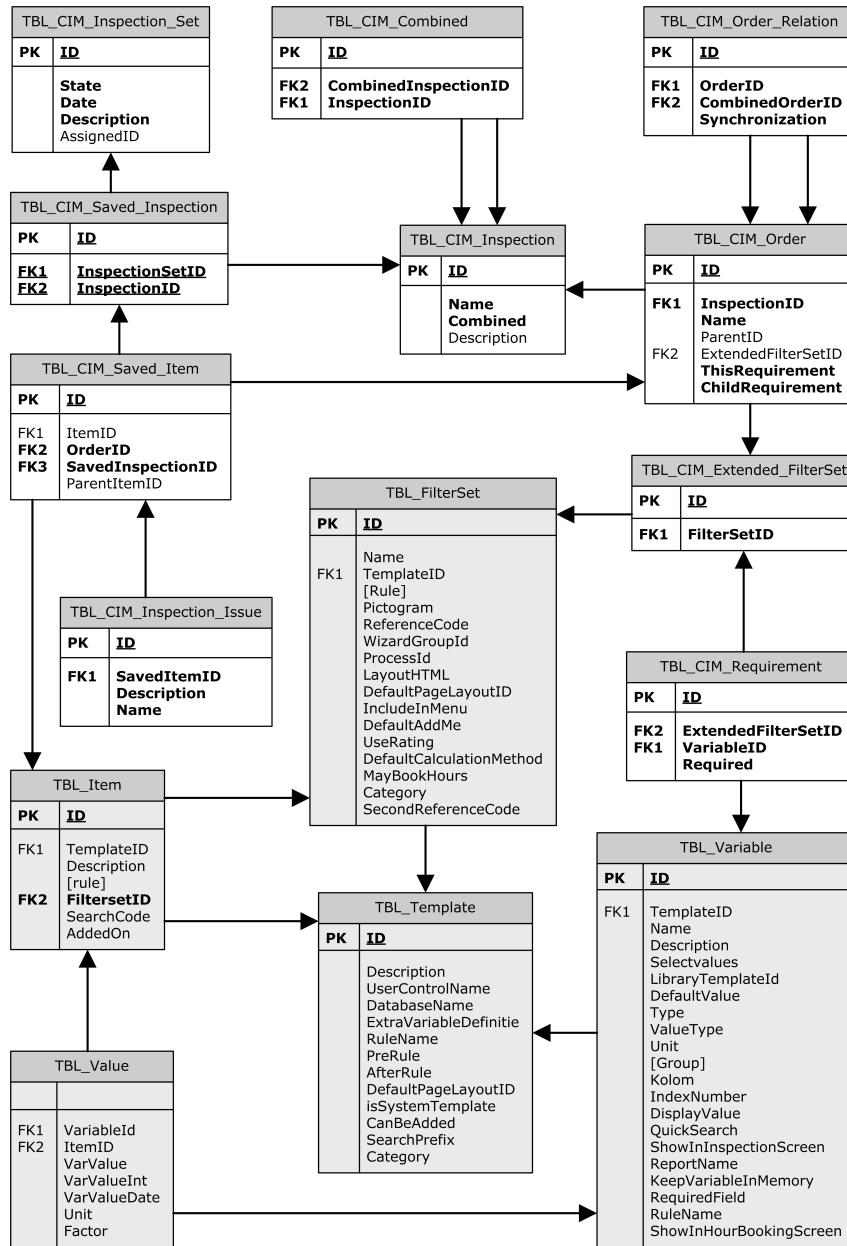 TBL_CIM_Inspection_Set
PK ID
State
Date
Description
AssignedID
TBL_CIM_Combined
PK ID
FK2 CombinedInspectionID
FK1 InspectionID
TBL_CIM_Order_Relation
PK ID
FK1 OrderID
FK2 CombinedOrderID
Synchronization
TBL_CIM_Saved_Inspection
PK ID
FK1 InspectionSetID
FK2 InspectionID
TBL_CIM_Inspection
PK ID
Name
Combined
Description
TBL_CIM_Order
PK ID
FK1 InspectionID
Name
ParentID
FK2 ExtendedFilterSetID
ThisRequirement
ChildRequirement
TBL_CIM_Saved_Item
PK ID
FK1 ItemID
FK2 OrderID
FK3 SavedInspectionID
ParentItemID
TBL_FilterSet
PK ID
Name
FK1 TemplateID
[Rule]
Pictogram
ReferenceCode
WizardGroupId
ProcessId
LayoutHTML
DefaultPageLayoutID
IncludeInMenu
DefaultAddMe
UseRating
DefaultCalculationMethod
MayBookHours
Category
SecondReferenceCode
TBL_CIM_Extended_FilterSet
PK ID
FK1 FilterSetID
TBL_CIM_Inspection_Issue
PK ID
FK1 SavedItemID
Description
Name
TBL_CIM_Requirement
PK ID
FK2 ExtendedFilterSetID
FK1 VariableID
Required
TBL_Item
PK ID
FK1 TemplateID
Description
[rule]
FK2 FiltersetID
SearchCode
AddedOn
TBL_Template
PK ID
Description
UserControlName
DatabaseName
ExtraVariableDefinitie
RuleName
PreRule
AfterRule
DefaultPageLayoutID
isSystemTemplate
CanBeAdded
SearchPrefix
Category
TBL_Variable
PK ID
FK1 TemplateID
Name
Description
Selectvalues
LibraryTemplateId
DefaultValue
Type
ValueType
Unit
[Group]
Kolom
IndexNumber
DisplayValue
QuickSearch
ShowInInspectionScreen
ReportName
KeepVariableInMemory
RequiredField
RuleName
ShowInHourBookingScreen
TBL_Value
FK1 VariableId
FK2 ItemID
VarValue
VarValueInt
VarValueDate
Unit
Factor